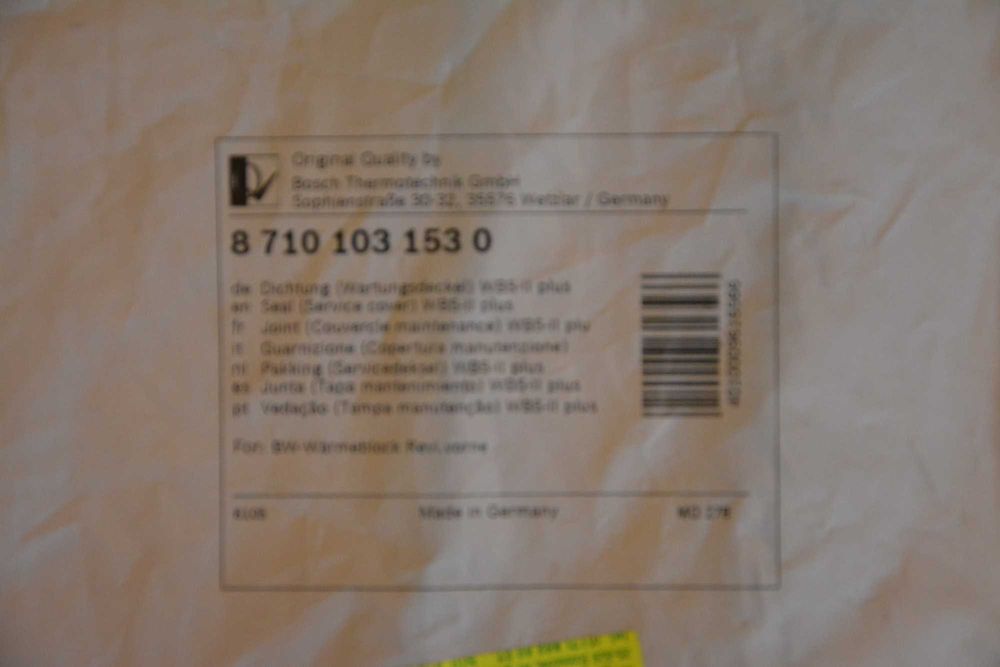 Original Quality by
Bosch Thermotechnik GmbH
Sophienstraße 30-32, 35576 Wetzlar / Germany
8 710 103 153 0
de Dichtung (Wartungsdeckel) WBS-II plus
en Seal (Service cover) WBS-II plus
fr Joint (Couvercle maintenance) WBS-II plu
it Guarnizione (Copertura manutenzione)
nl Pakking (Servicedeksel) WBS-II plus
es Junta (Tapa mantenimiento) WBS-II plus
pt Vedação (Tampa manutenção) WBS-II plus
For: BW-Wärmeblock
Made in Germany